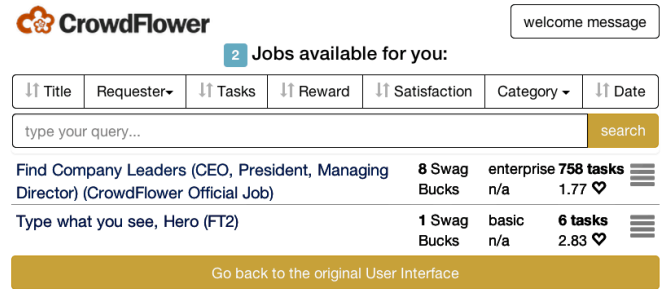 CrowdFlower
welcome message
2 Jobs available for you:
Title Requester Tasks Reward Satisfaction Category Date
type your query... search
Find Company Leaders (CEO, President, Managing 8 Swag enterprise 758 tasks
Director) (CrowdFlower Official Job) Bucks n/a 1.77
Type what you see, Hero (FT2) 1 Swag basic 6 tasks
Bucks n/a 2.83
Go back to the original User Interface